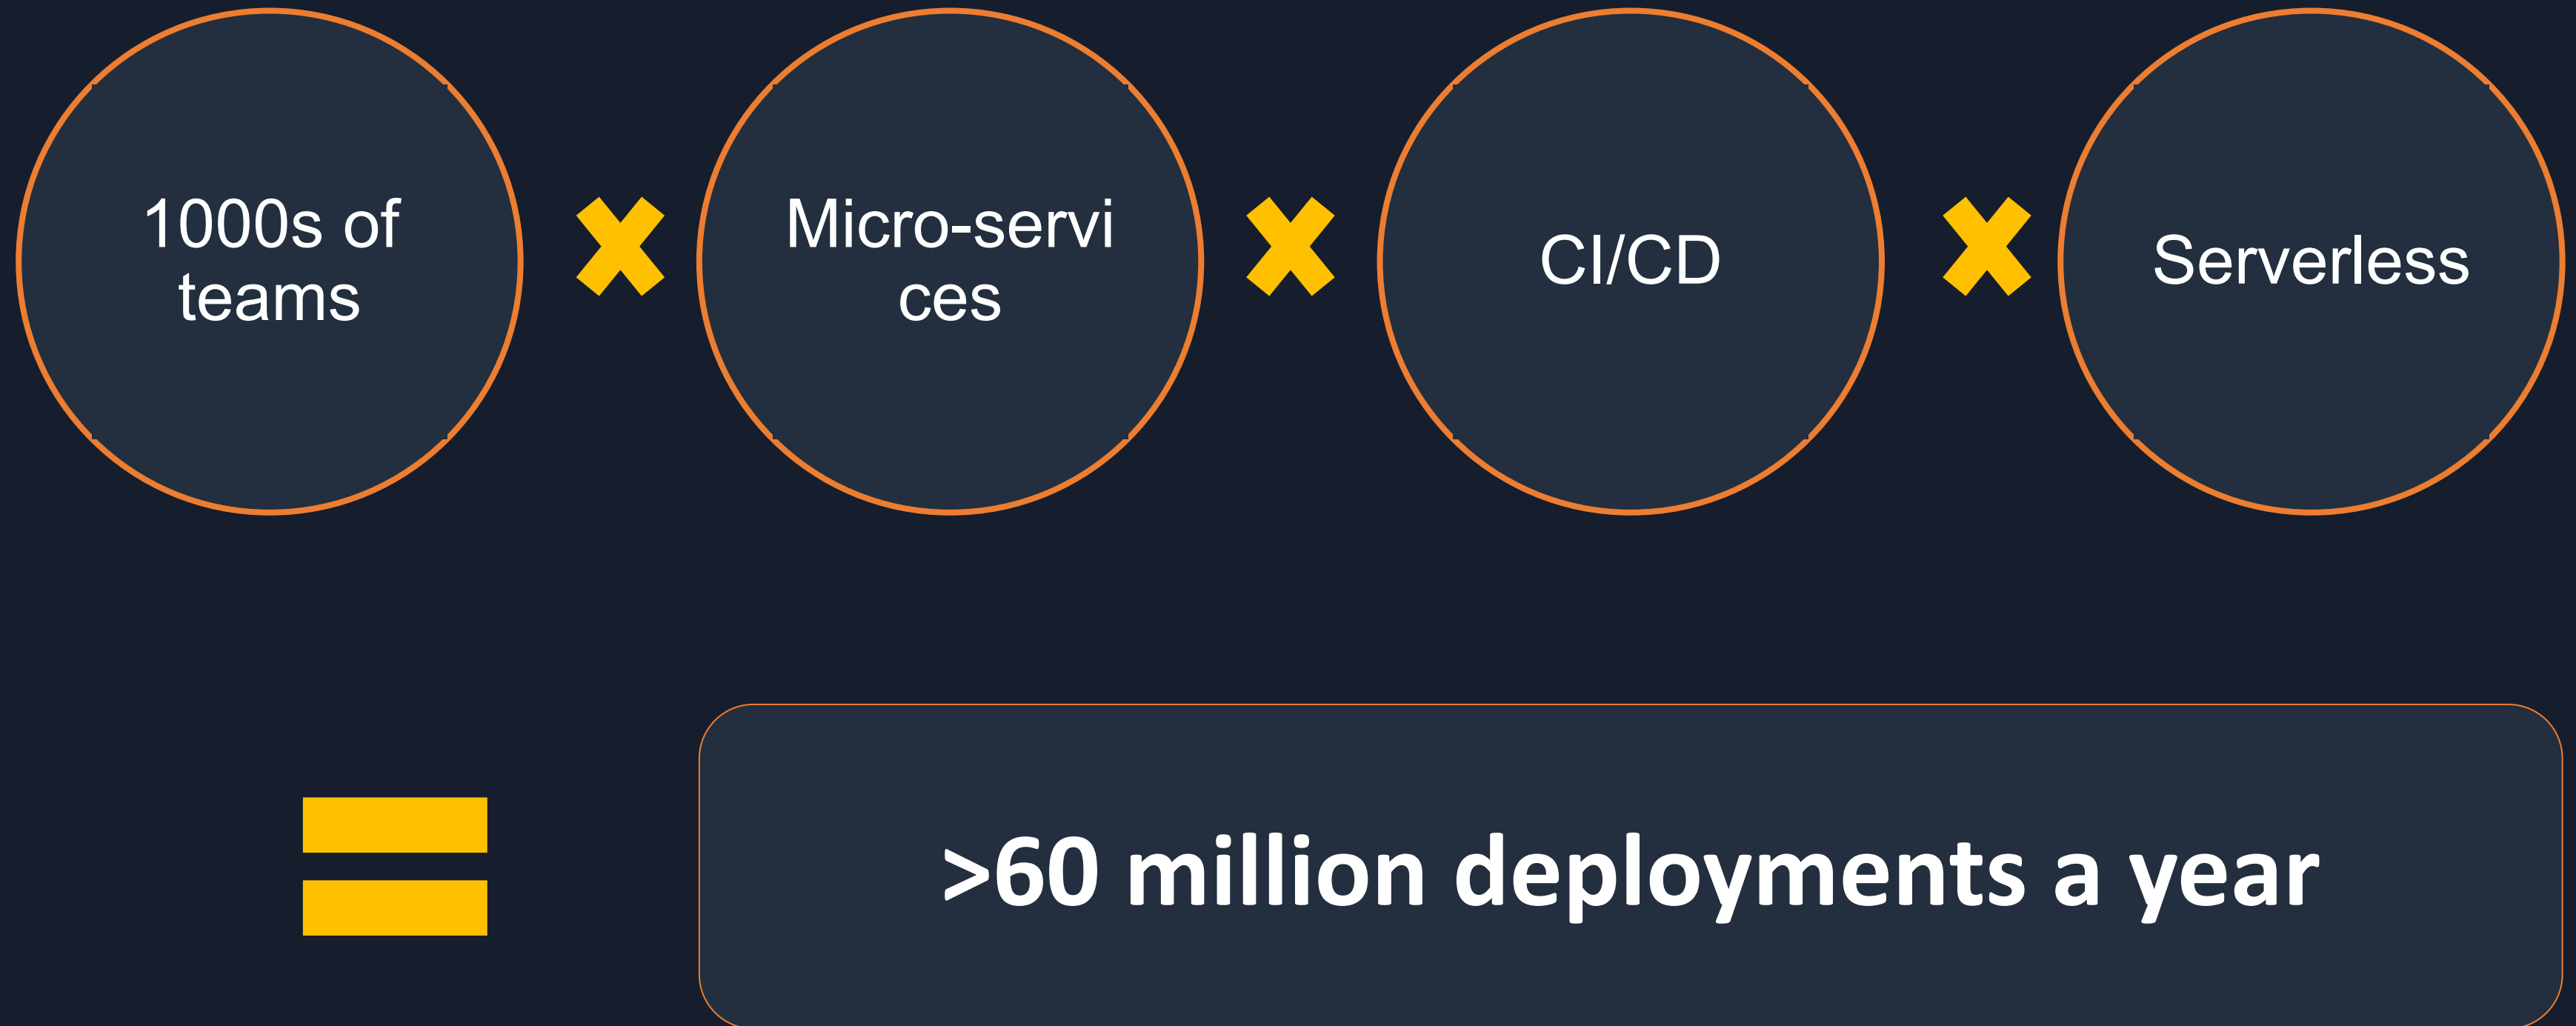 1000s of
teams
Micro-servi
ces
CI/CD
Serverless
>60 million deployments a year